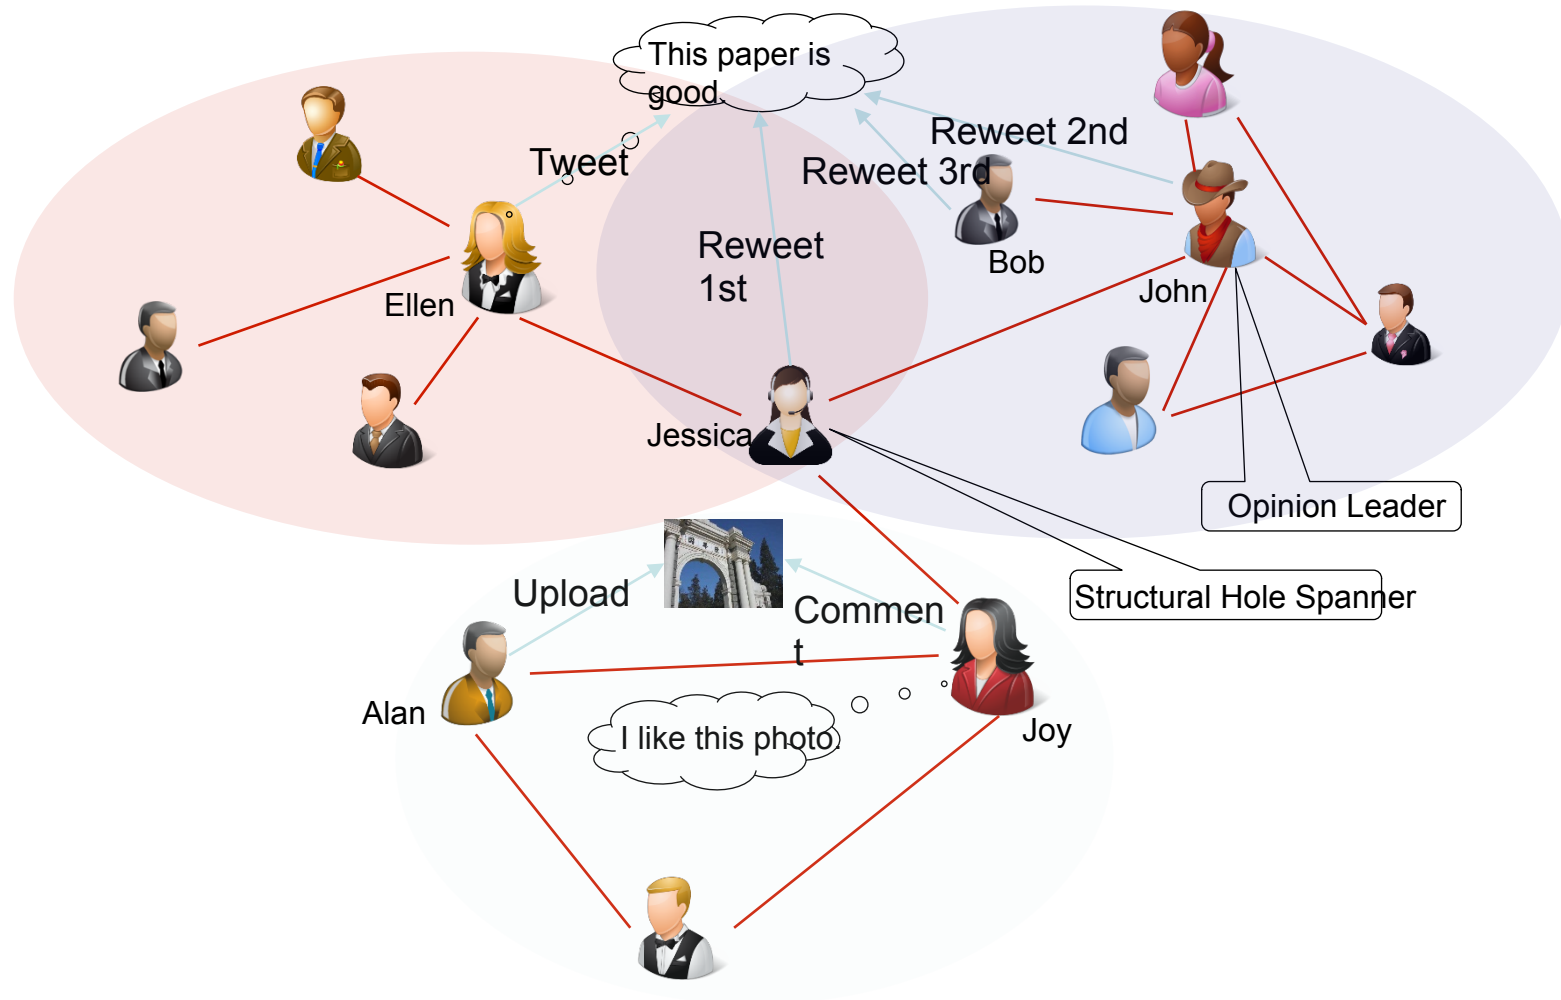 This paper is
good
Tweet
Reweet 2nd
Reweet 3rd
Reweet
1st
Bob
Ellen
John
Jessica
Opinion Leader
Structural Hole Spanner
Upload
Commen
t
Alan
I like this photo.
Joy